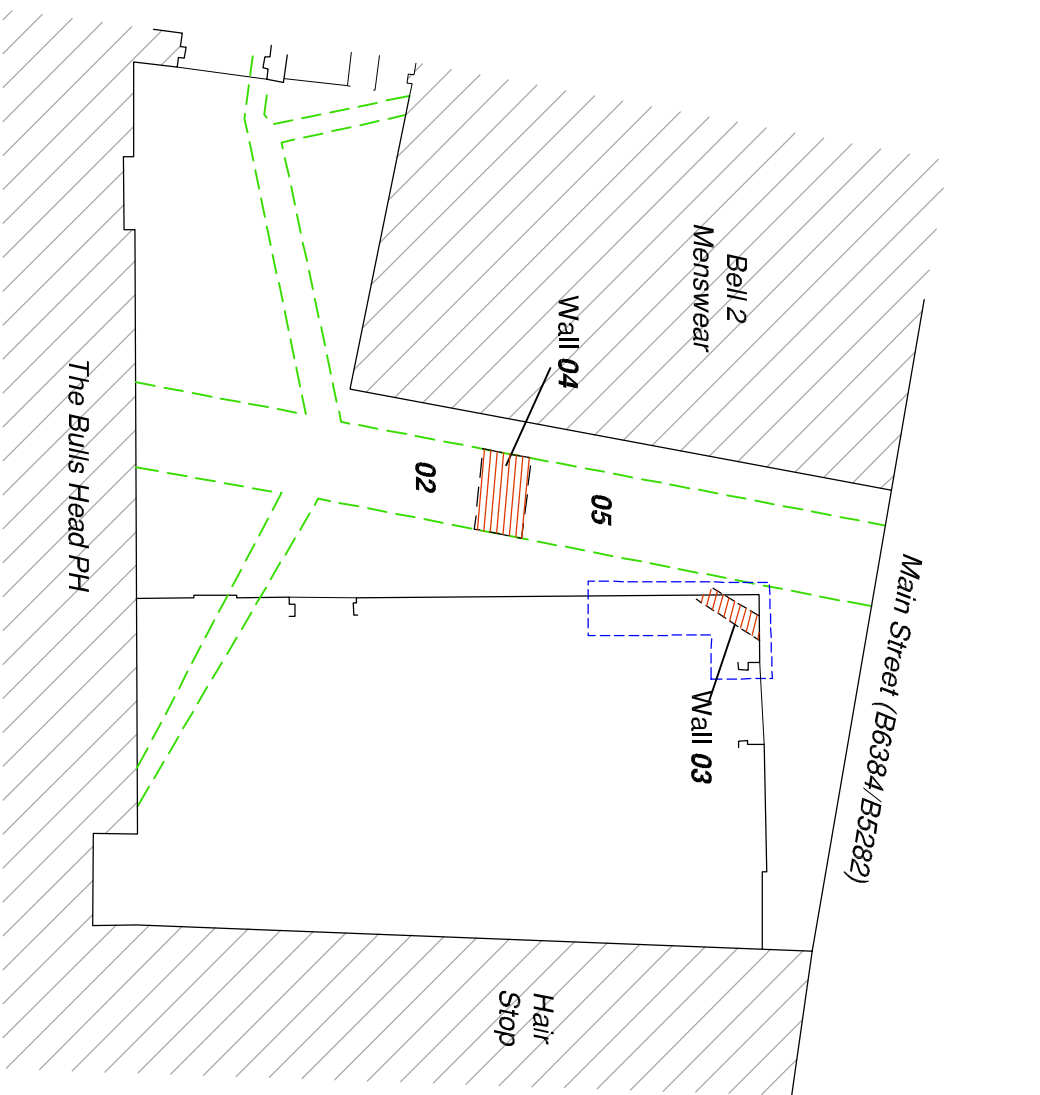 Bell 2
Menswear
Wall 04
02
05
The Bulls Head PH
Main Street (B6384/B5282)
Wall 03
Hair
Stop